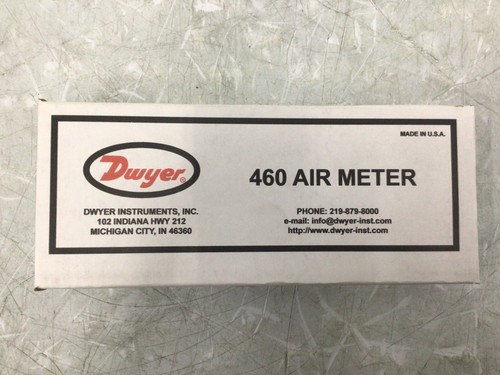 MADE IN U.S.A.
Dwyer®
460 AIR METER
DWYER INSTRUMENTS, INC.
102 INDIANA HWY 212
MICHIGAN CITY, IN 46360
PHONE: 219-879-8000
e-mail: info@dwyer-inst.com
http://www.dwyer-inst.com